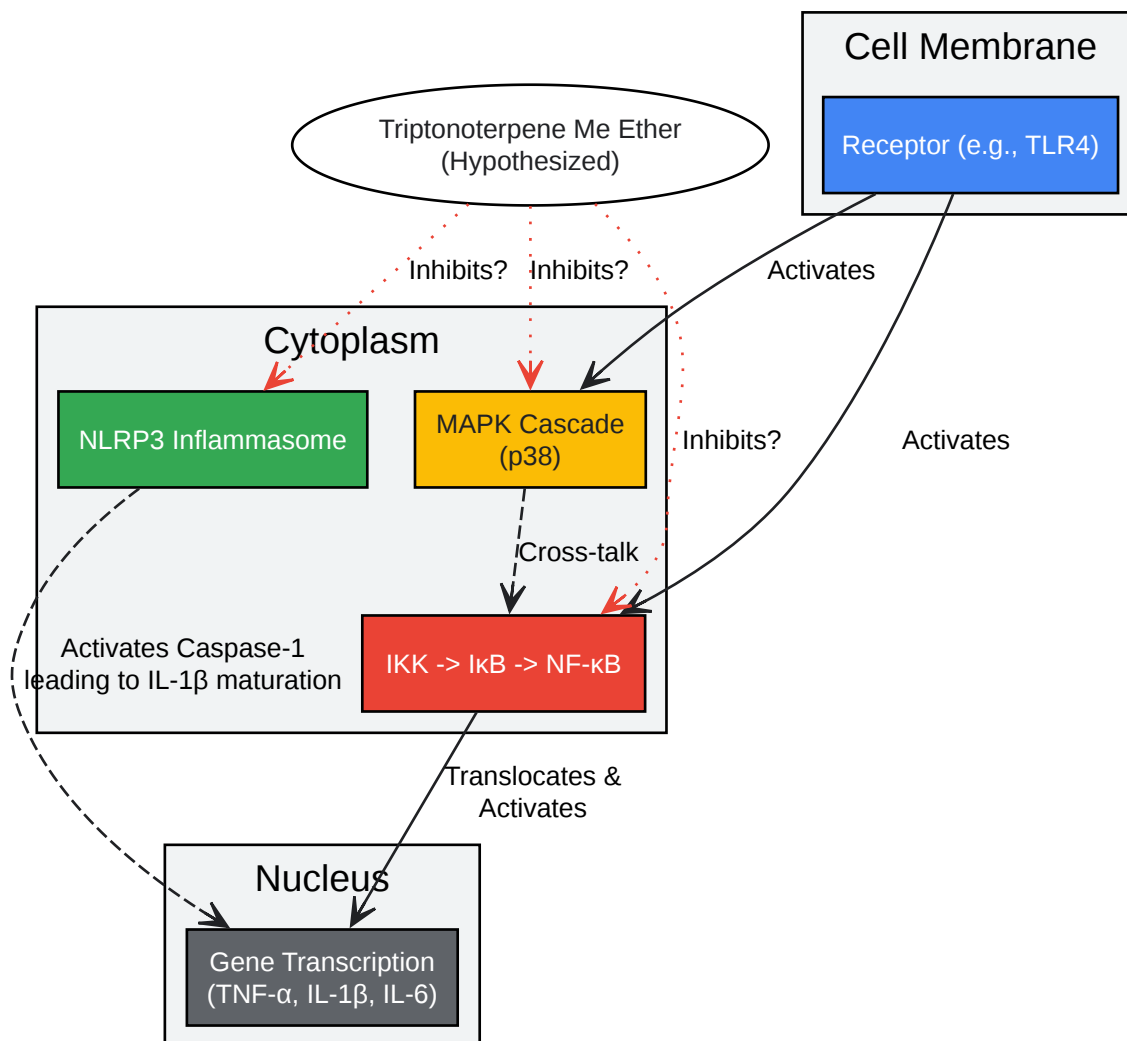 Cell Membrane
Triptonoterpene Me Ether
(Hypothesized)
Receptor (e.g., TLR4)
Inhibits?
Inhibits?
Activates
Cytoplasm
NLRP3 Inflammasome
MAPK Cascade
(p38)
Inhibits?
Activates
Cross-talk
Activates Caspase-1
leading to IL-1β maturation
IKK -> IκB -> NF-κB
Translocates &
Activates
Nucleus
Gene Transcription
(TNF-α, IL-1β, IL-6)